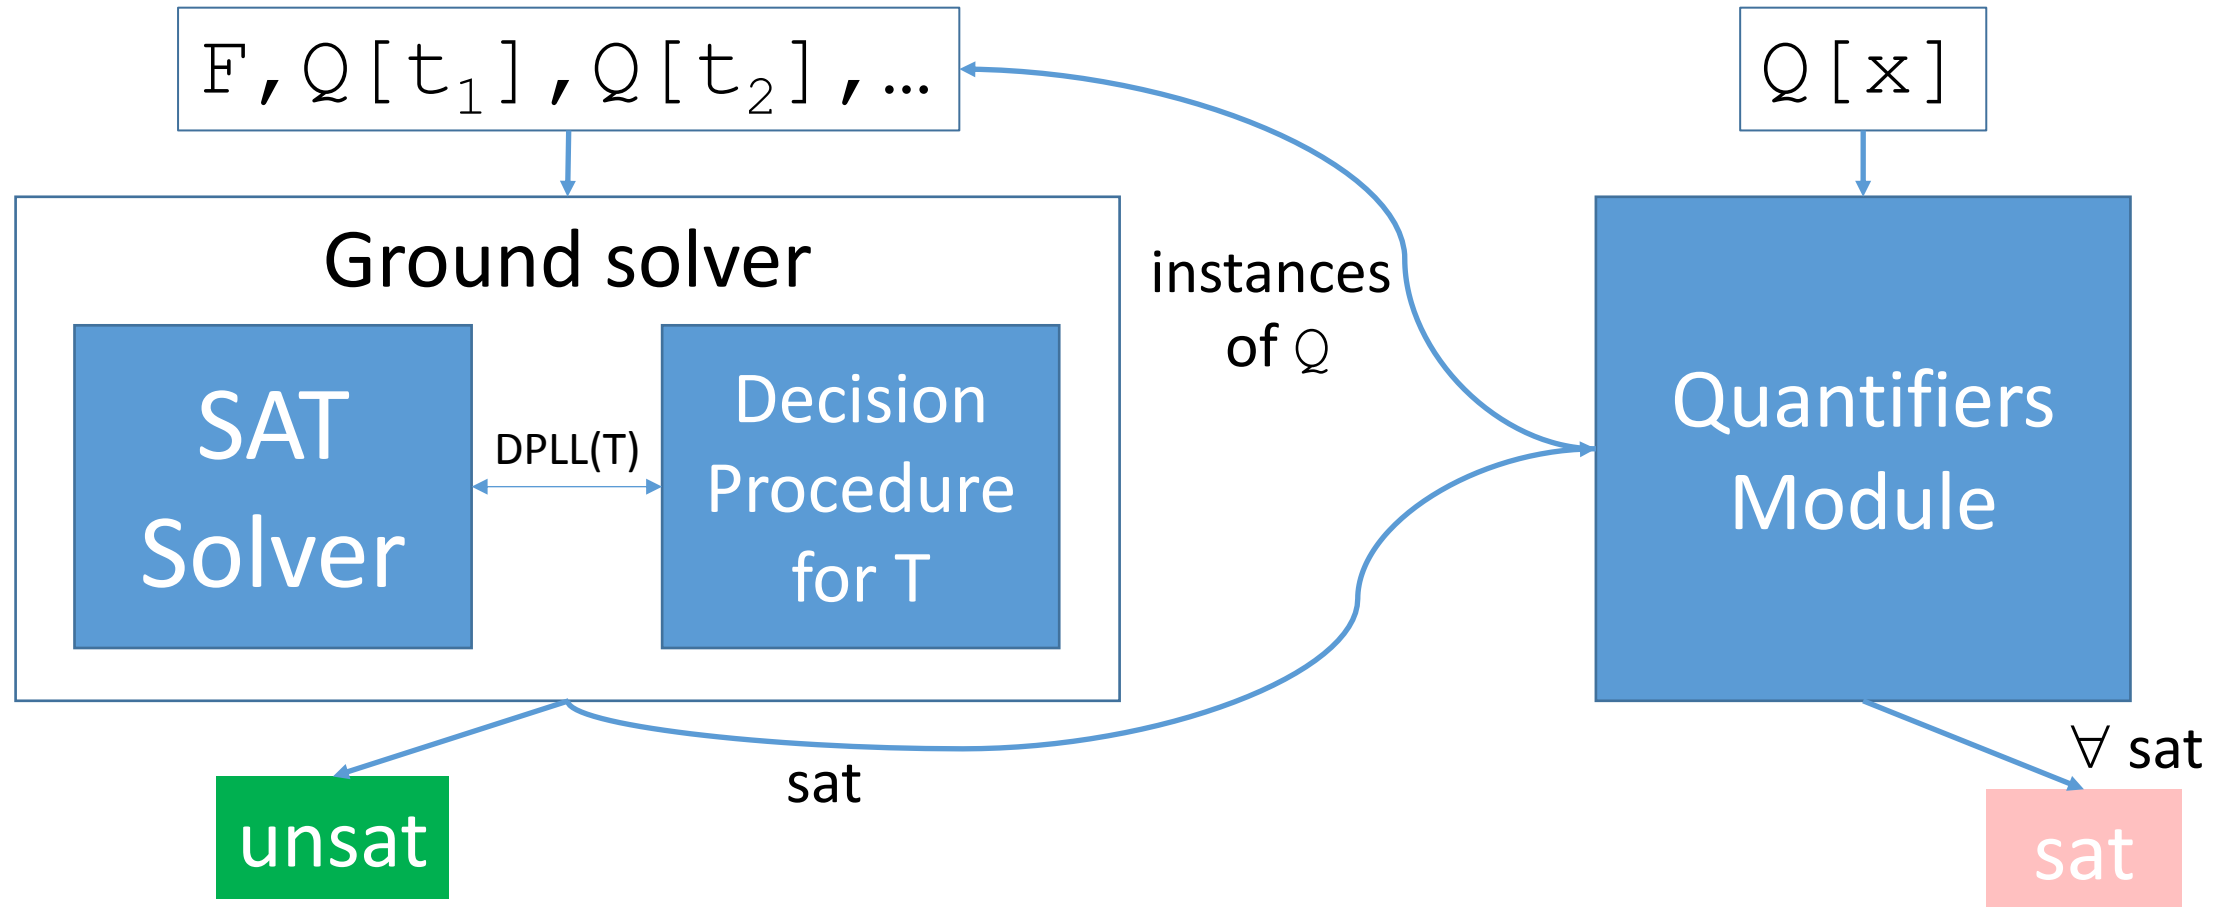 F,Q[t₁],Q[t₂],…
Q[x]
Ground solver
SAT
Solver
DPLL(T)
Decision
Procedure
for T
instances
of Q
Quantifiers
Module
unsat
sat
∀ sat
sat